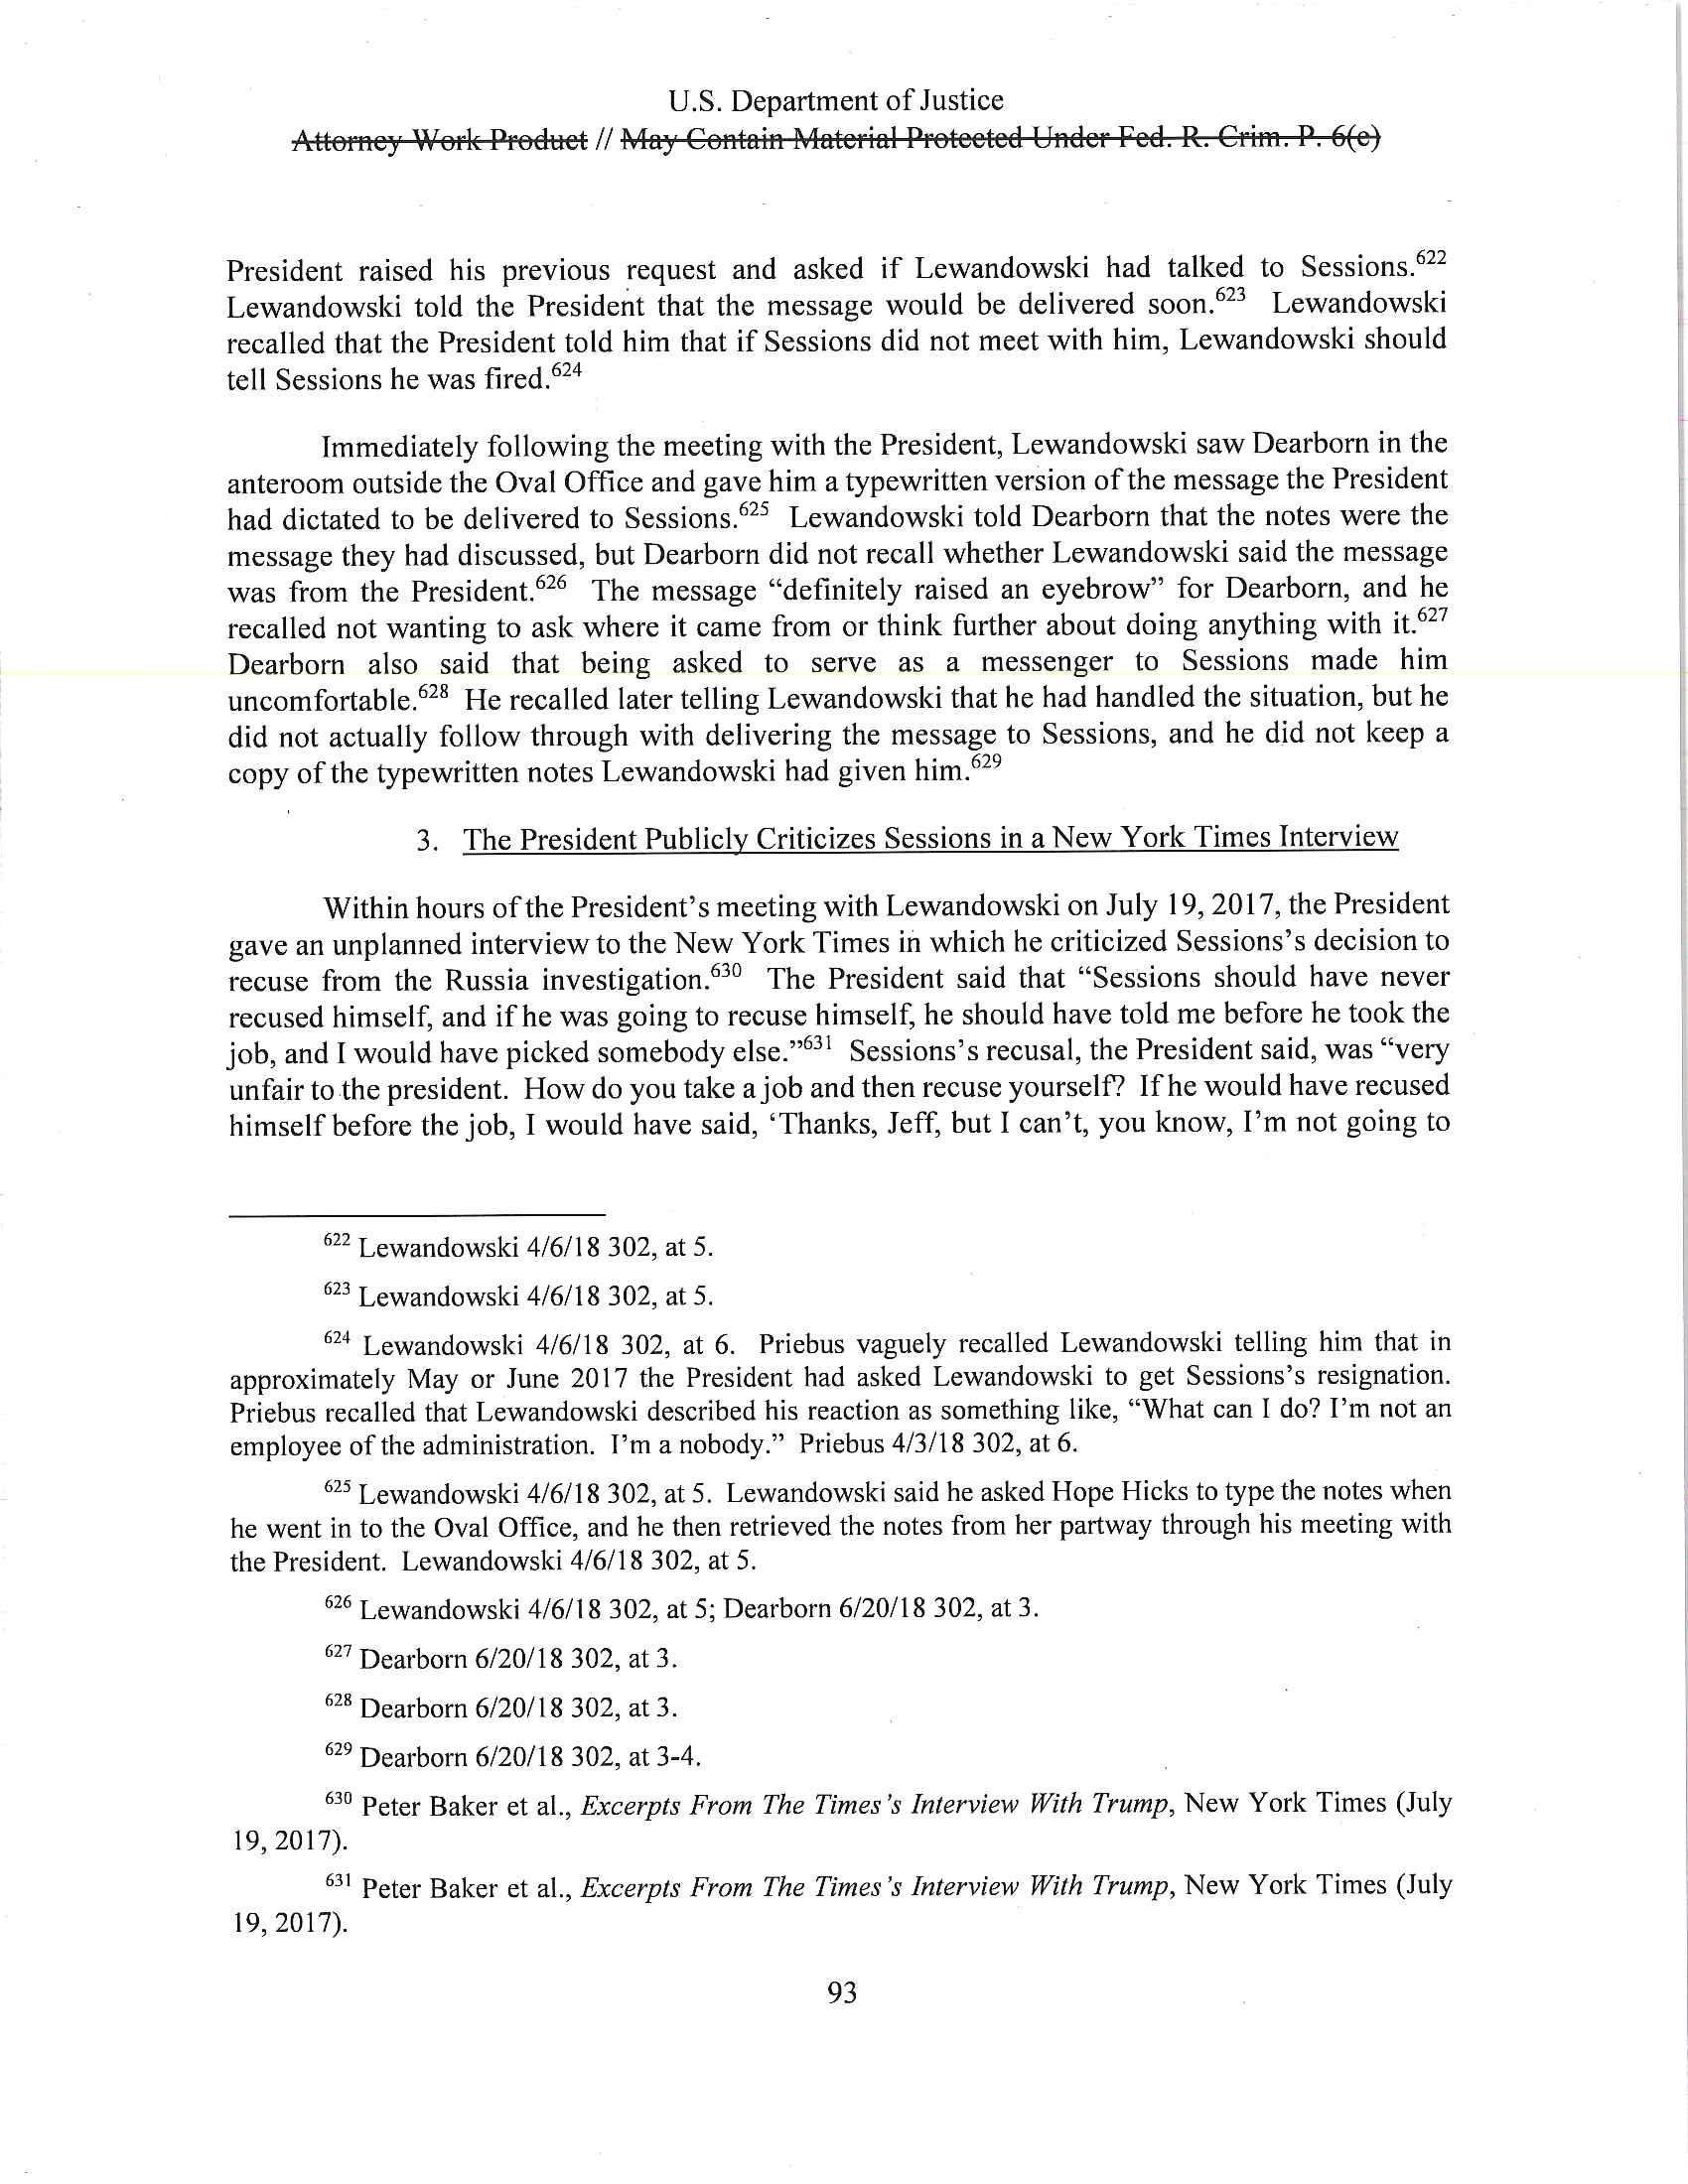 U.S. Department of Justice
Attorney Work Product // May Contain Material Protected Under Fed. R. Crim. P. 6(e)
President raised his previous request and asked if Lewandowski had talked to Sessions.622
Lewandowski told the President that the message would be delivered soon.623 Lewandowski
recalled that the President told him that if Sessions did not meet with him, Lewandowski should
tell Sessions he was fired.624
Immediately following the meeting with the President, Lewandowski saw Dearborn in the
anteroom outside the Oval Office and gave him a typewritten version of the message the President
had dictated to be delivered to Sessions.625 Lewandowski told Dearborn that the notes were the
message they had discussed, but Dearborn did not recall whether Lewandowski said the message
was from the President.626 The message “definitely raised an eyebrow” for Dearborn, and he
recalled not wanting to ask where it came from or think further about doing anything with it.627
Dearborn also said that being asked to serve as a messenger to Sessions made him
uncomfortable.628 He recalled later telling Lewandowski that he had handled the situation, but he
did not actually follow through with delivering the message to Sessions, and he did not keep a
copy of the typewritten notes Lewandowski had given him.629
3. The President Publicly Criticizes Sessions in a New York Times Interview
Within hours of the President’s meeting with Lewandowski on July 19, 2017, the President
gave an unplanned interview to the New York Times in which he criticized Sessions’s decision to
recuse from the Russia investigation.630 The President said that “Sessions should have never
recused himself, and if he was going to recuse himself, he should have told me before he took the
job, and I would have picked somebody else.”631 Sessions’s recusal, the President said, was “very
unfair to the president. How do you take a job and then recuse yourself? If he would have recused
himself before the job, I would have said, ‘Thanks, Jeff, but I can’t, you know, I’m not going to
622 Lewandowski 4/6/18 302, at 5.
623 Lewandowski 4/6/18 302, at 5.
624 Lewandowski 4/6/18 302, at 6. Priebus vaguely recalled Lewandowski telling him that in
approximately May or June 2017 the President had asked Lewandowski to get Sessions’s resignation.
Priebus recalled that Lewandowski described his reaction as something like, “What can I do? I’m not an
employee of the administration. I’m a nobody.” Priebus 4/3/18 302, at 6.
625 Lewandowski 4/6/18 302, at 5. Lewandowski said he asked Hope Hicks to type the notes when
he went in to the Oval Office, and he then retrieved the notes from her partway through his meeting with
the President. Lewandowski 4/6/18 302, at 5.
626 Lewandowski 4/6/18 302, at 5; Dearborn 6/20/18 302, at 3.
627 Dearborn 6/20/18 302, at 3.
628 Dearborn 6/20/18 302, at 3.
629 Dearborn 6/20/18 302, at 3-4.
630 Peter Baker et al., Excerpts From The Times’s Interview With Trump, New York Times (July
19, 2017).
631 Peter Baker et al., Excerpts From The Times’s Interview With Trump, New York Times (July
19, 2017).
93